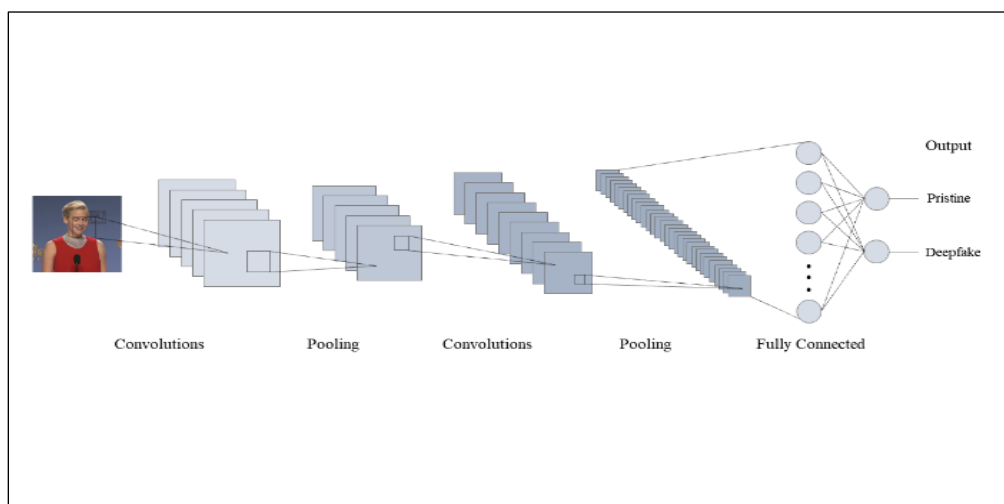 Output
Pristine
Deepfake
Convolutions
Pooling
Convolutions
Pooling
Fully Connected